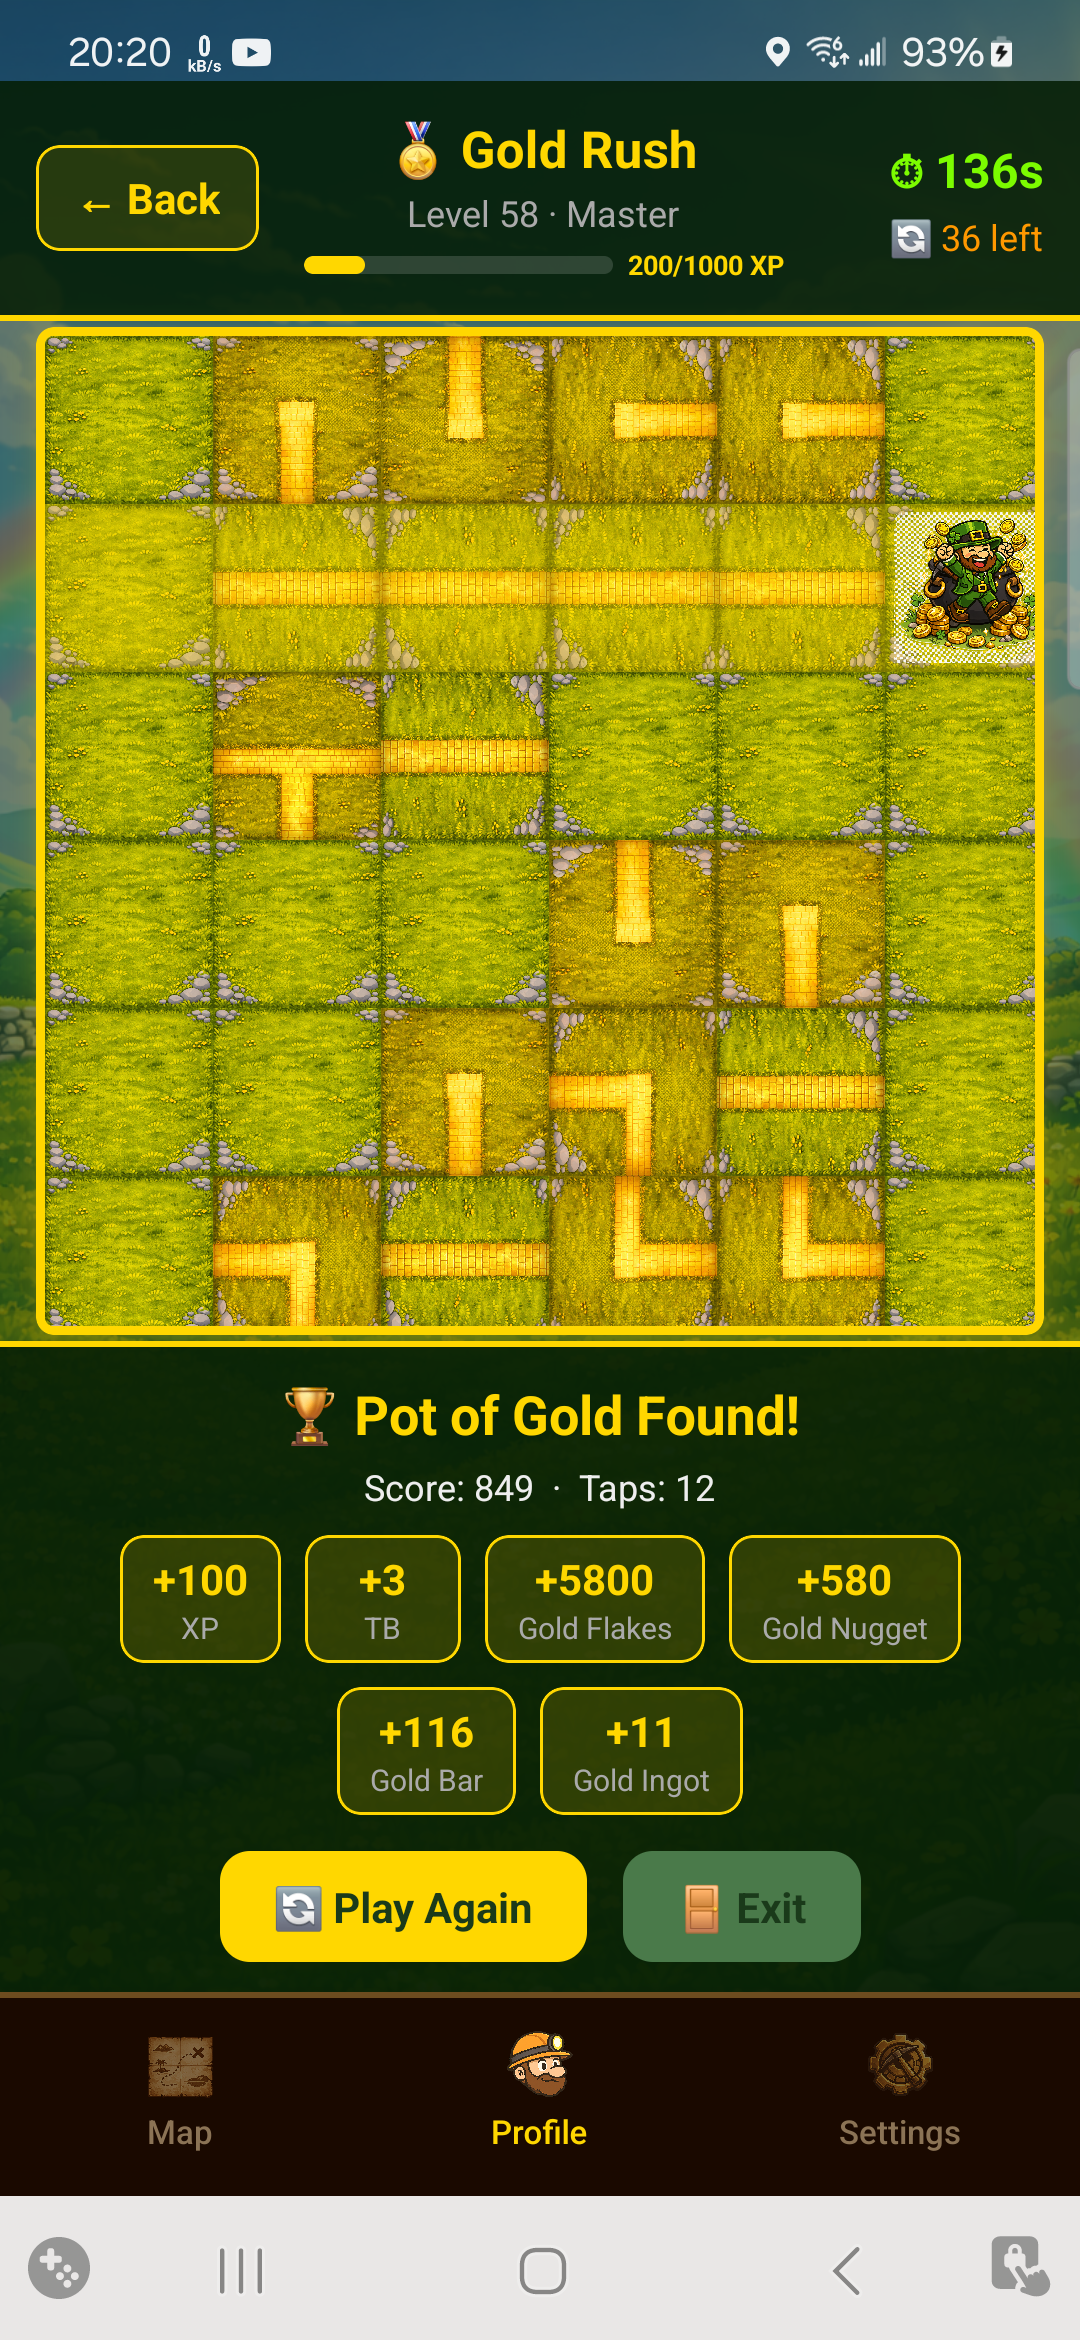 20:20 0 kB/s 93%
← Back
Gold Rush
Level 58 · Master
200/1000 XP
136s
36 left
Pot of Gold Found!
Score: 849 · Taps: 12
+100 XP
+3 TB
+5800 Gold Flakes
+580 Gold Nugget
+116 Gold Bar
+11 Gold Ingot
Play Again
Exit
Map
Profile
Settings